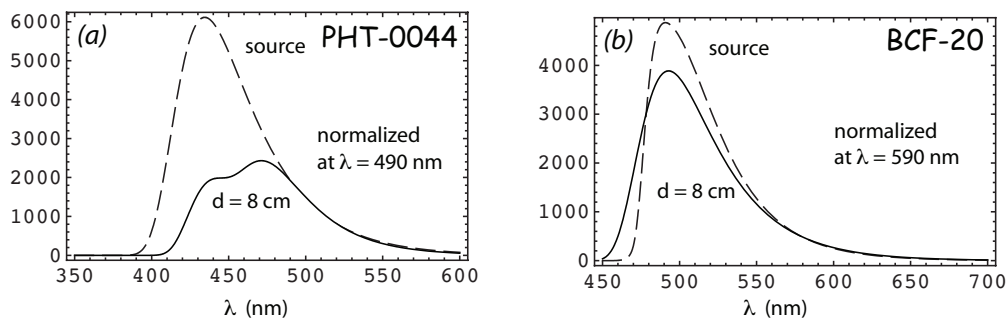 (a)
PHT-0044
source
normalized
at λ = 490 nm
d = 8 cm
6000
5000
4000
3000
2000
1000
0
350 400 450 500 550 600
λ (nm)
(b)
BCF-20
source
normalized
at λ = 590 nm
d = 8 cm
4000
3000
2000
1000
0
450 500 550 600 650 700
λ (nm)